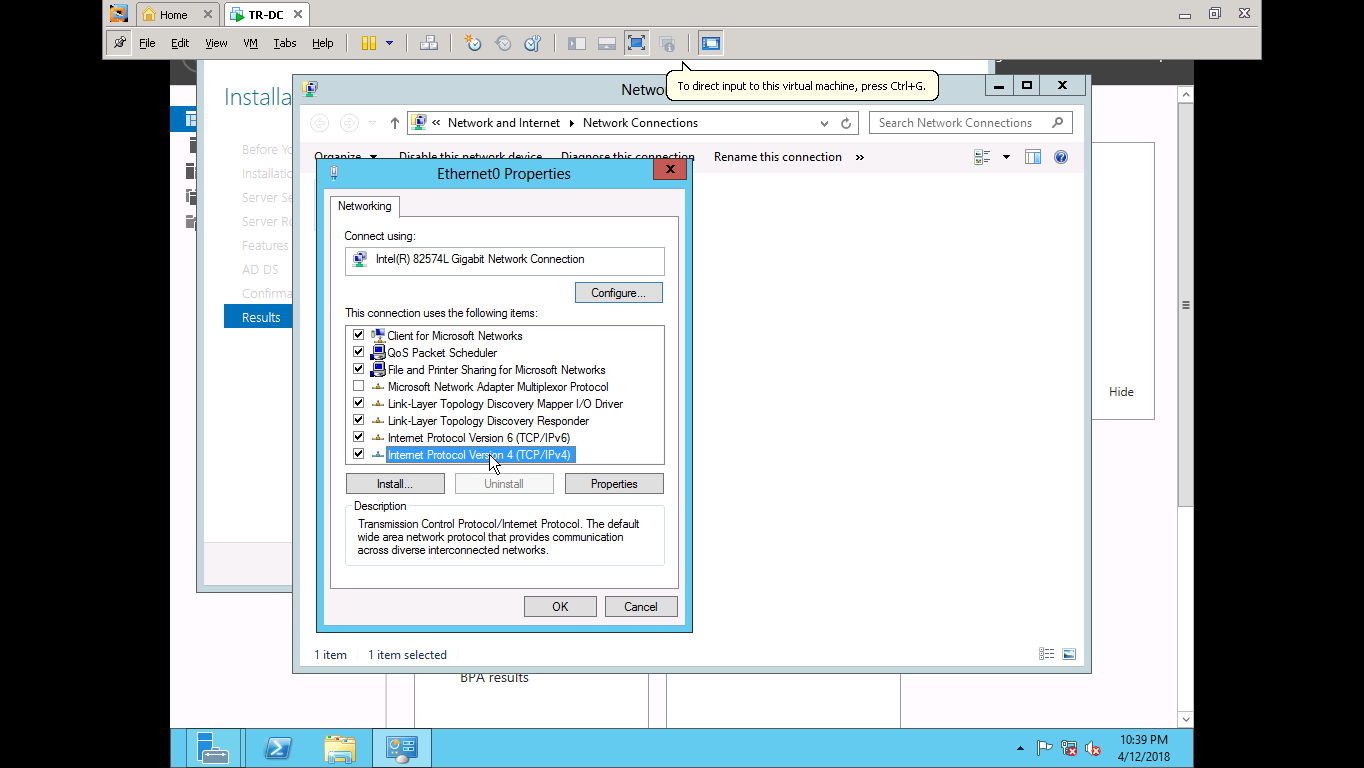 Home
TR-DC
File Edit View VM Tabs Help
To direct input to this virtual machine, press Ctrl+G.
Installa
Netwo
« Network and Internet Network Connections
Search Network Connections
Organize Disable this network device Diagnose this connection Rename this connection »
Before Yo
Installatio
Server Se
Server Ro
Features
AD DS
Confirma
Results
Ethernet0 Properties
Networking
Connect using:
Intel(R) 82574L Gigabit Network Connection
Configure...
This connection uses the following items:
Client for Microsoft Networks
QoS Packet Scheduler
File and Printer Sharing for Microsoft Networks
Microsoft Network Adapter Multiplexor Protocol
Link-Layer Topology Discovery Mapper I/O Driver
Link-Layer Topology Discovery Responder
Internet Protocol Version 6 (TCP/IPv6)
Internet Protocol Version 4 (TCP/IPv4)
Install... Uninstall Properties
Description
Transmission Control Protocol/Internet Protocol. The default
wide area network protocol that provides communication
across diverse interconnected networks.
OK Cancel
Hide
1 item 1 item selected
BPA results
10:39 PM
4/12/2018